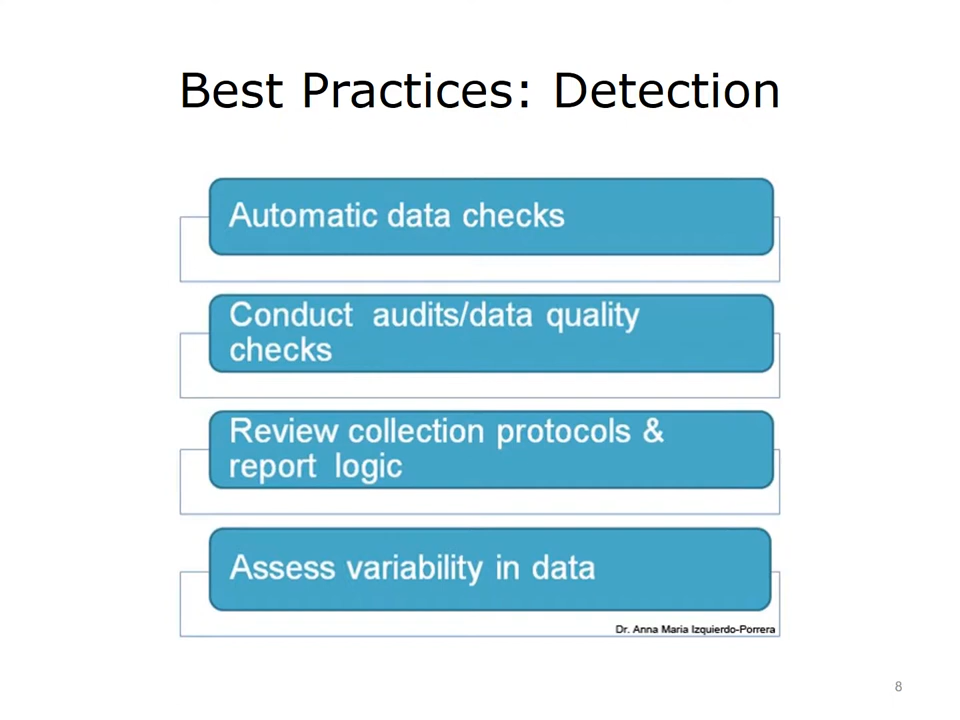 Best Practices: Detection
Automatic data checks
Conduct audits/data quality
checks
Review collection protocols &
report logic
Assess variability in data
Dr. Anna Maria Izquierdo-Porrera
8